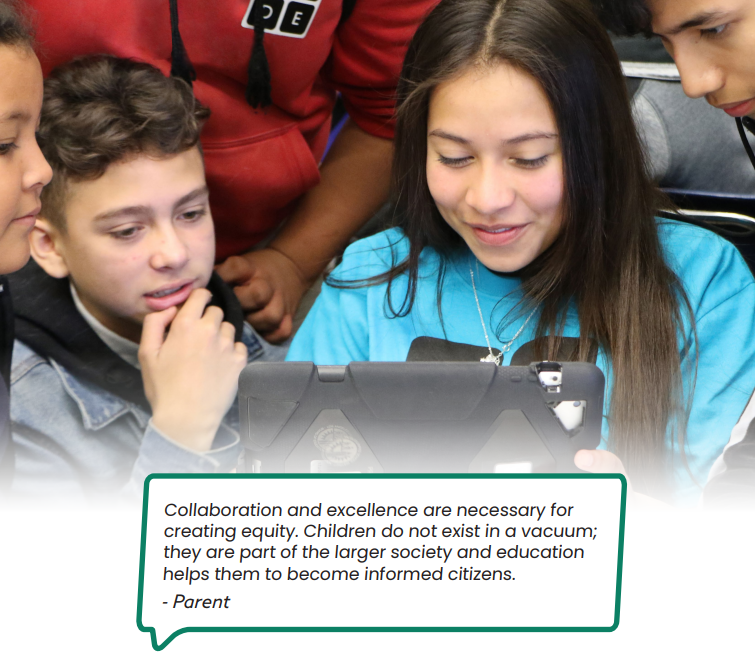 D E
Collaboration and excellence are necessary for
creating equity. Children do not exist in a vacuum;
they are part of the larger society and education
helps them to become informed citizens.
- Parent